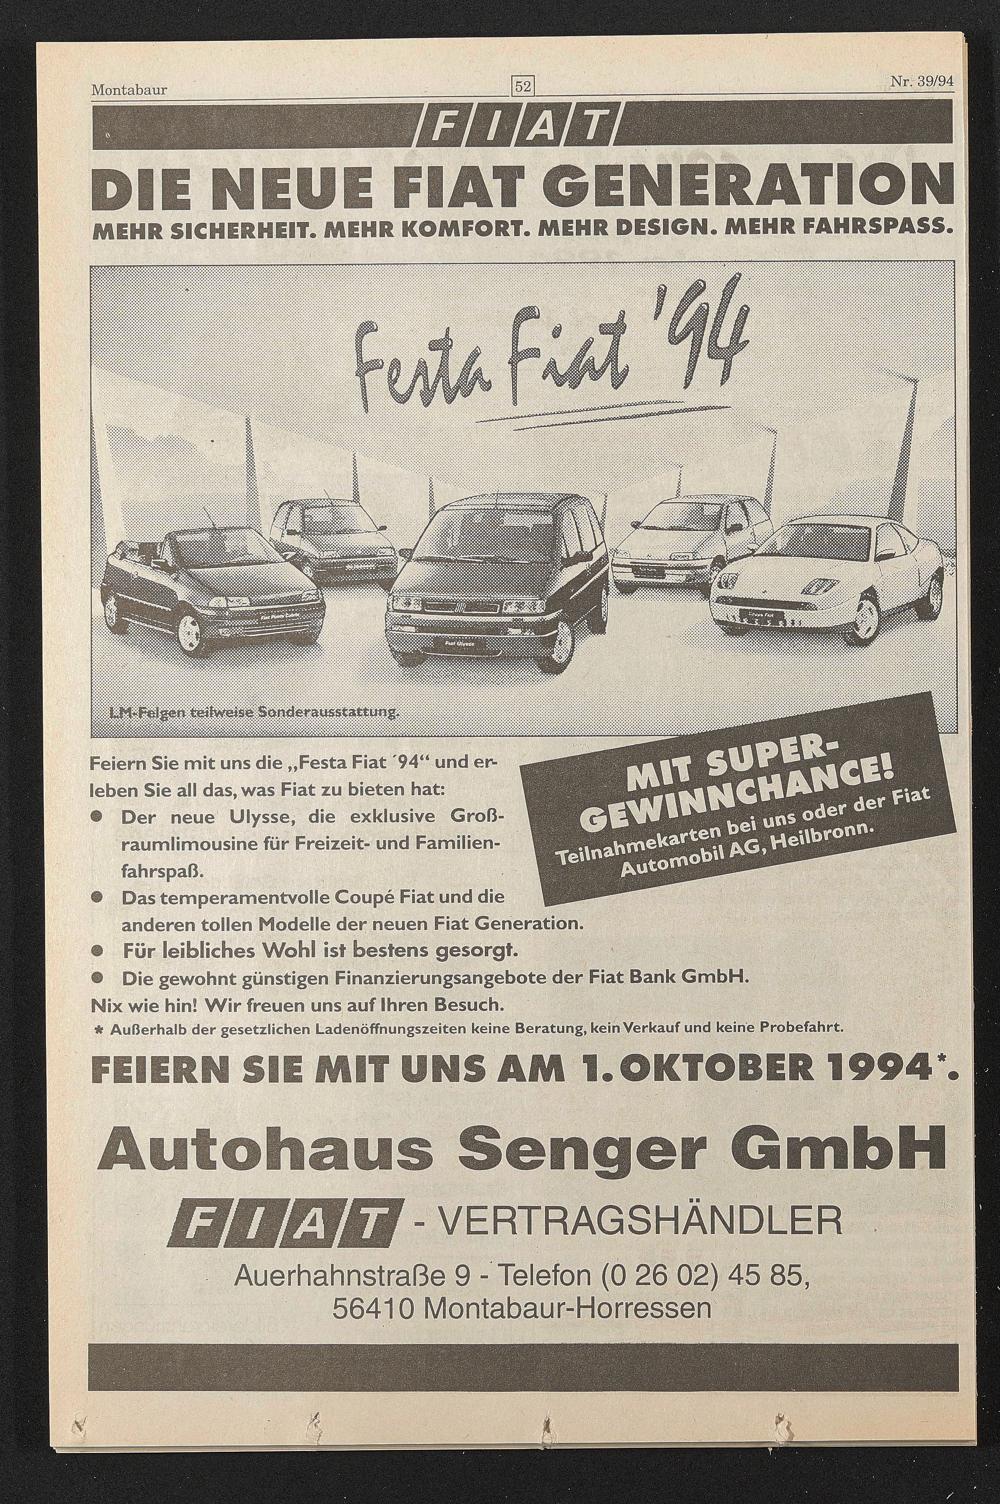 Montabaur
52
Nr. 39/94
FIAT
DIE NEUE FIAT GENERATION
MEHR SICHERHEIT. MEHR KOMFORT. MEHR DESIGN. MEHR FAHRSPASS.
Festa Fiat '94
Fiat Punto Cabrio
Fiat Ulysse
Coupé Fiat
LM-Felgen teilweise Sonderausstattung.
Feiern Sie mit uns die „Festa Fiat ´94“ und er-
leben Sie all das, was Fiat zu bieten hat:
● Der neue Ulysse, die exklusive Groß-
raumlimousine für Freizeit- und Familien-
fahrspaß.
● Das temperamentvolle Coupé Fiat und die
anderen tollen Modelle der neuen Fiat Generation.
● Für leibliches Wohl ist bestens gesorgt.
● Die gewohnt günstigen Finanzierungsangebote der Fiat Bank GmbH.
Nix wie hin! Wir freuen uns auf Ihren Besuch.
* Außerhalb der gesetzlichen Ladenöffnungszeiten keine Beratung, kein Verkauf und keine Probefahrt.
MIT SUPER-
GEWINNCHANCE!
Teilnahmekarten bei uns oder der Fiat
Automobil AG, Heilbronn.
FEIERN SIE MIT UNS AM 1. OKTOBER 1994*.
Autohaus Senger GmbH
FIAT - VERTRAGSHÄNDLER
Auerhahnstraße 9 - Telefon (0 26 02) 45 85,
56410 Montabaur-Horressen